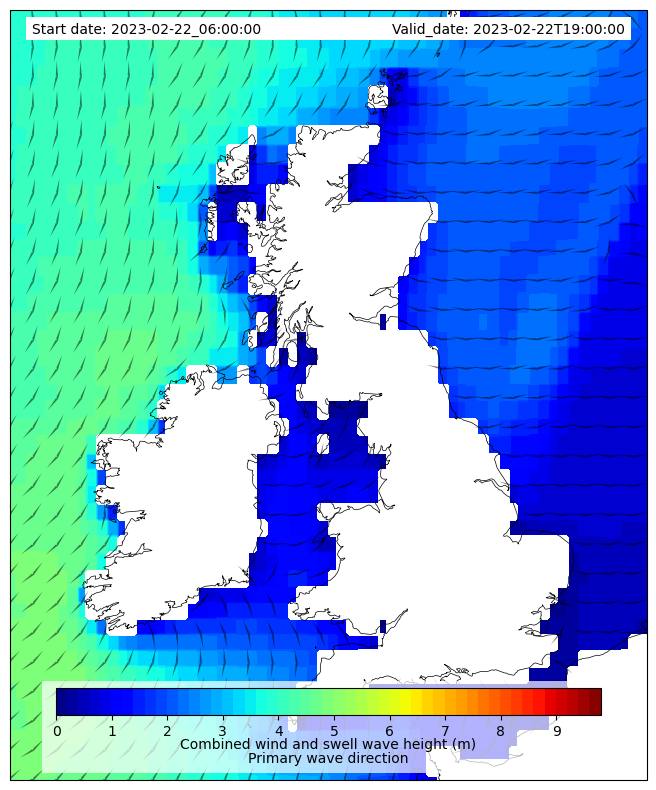 Start date: 2023-02-22_06:00:00 Valid_date: 2023-02-22T19:00:00
0 1 2 3 4 5 6 7 8 9
Combined wind and swell wave height (m)
Primary wave direction